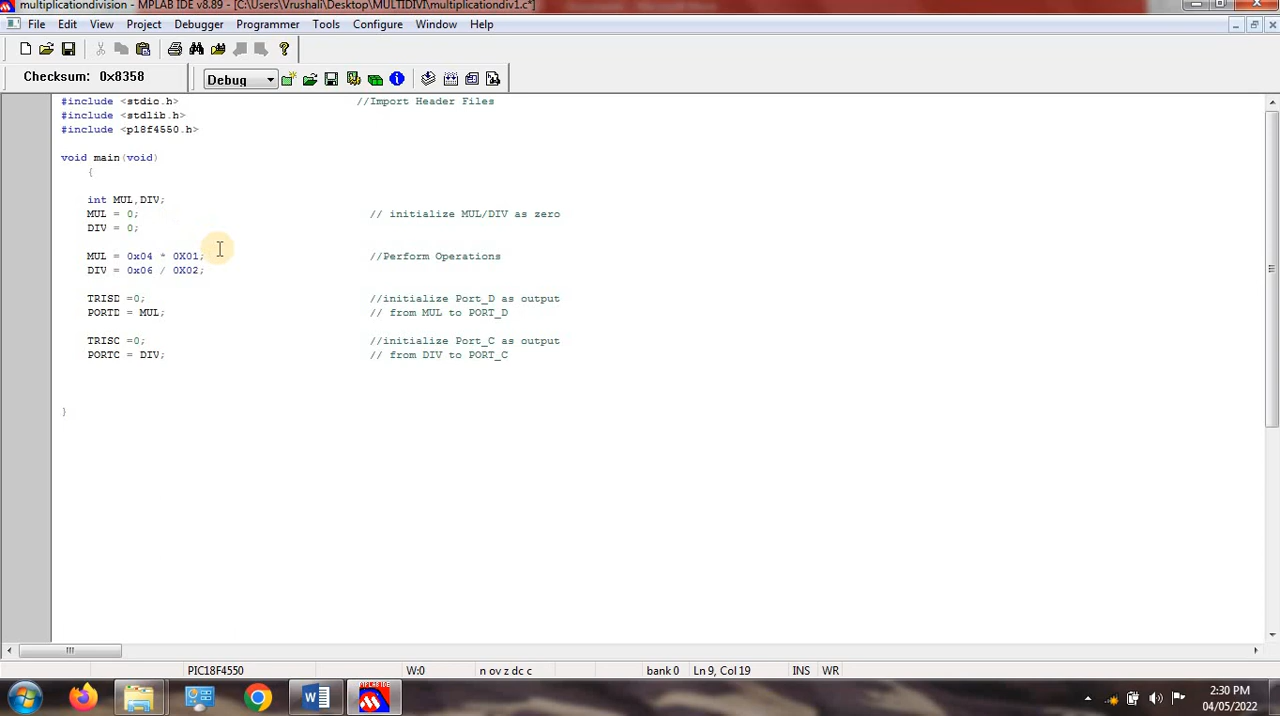 multiplicationdivision - MPLAB IDE v8.89 - [C:\Users\Vrushali\Desktop\MULTIDIVI\multiplicationdiv1.c*]
File Edit View Project Debugger Programmer Tools Configure Window Help
Checksum: 0x8358 Debug
#include <stdio.h> //Import Header Files
#include <stdlib.h>
#include <p18f4550.h>
void main(void)
{
int MUL,DIV;
MUL = 0; // initialize MUL/DIV as zero
DIV = 0;
MUL = 0x04 * 0X01; //Perform Operations
DIV = 0x06 / 0X02;
TRISD =0; //initialize Port_D as output
PORTD = MUL; // from MUL to PORT_D
TRISC =0; //initialize Port_C as output
PORTC = DIV; // from DIV to PORT_C
}
PIC18F4550 W:0 n ov z dc c bank 0 Ln 9, Col 19 INS WR
2:30 PM
04/05/2022